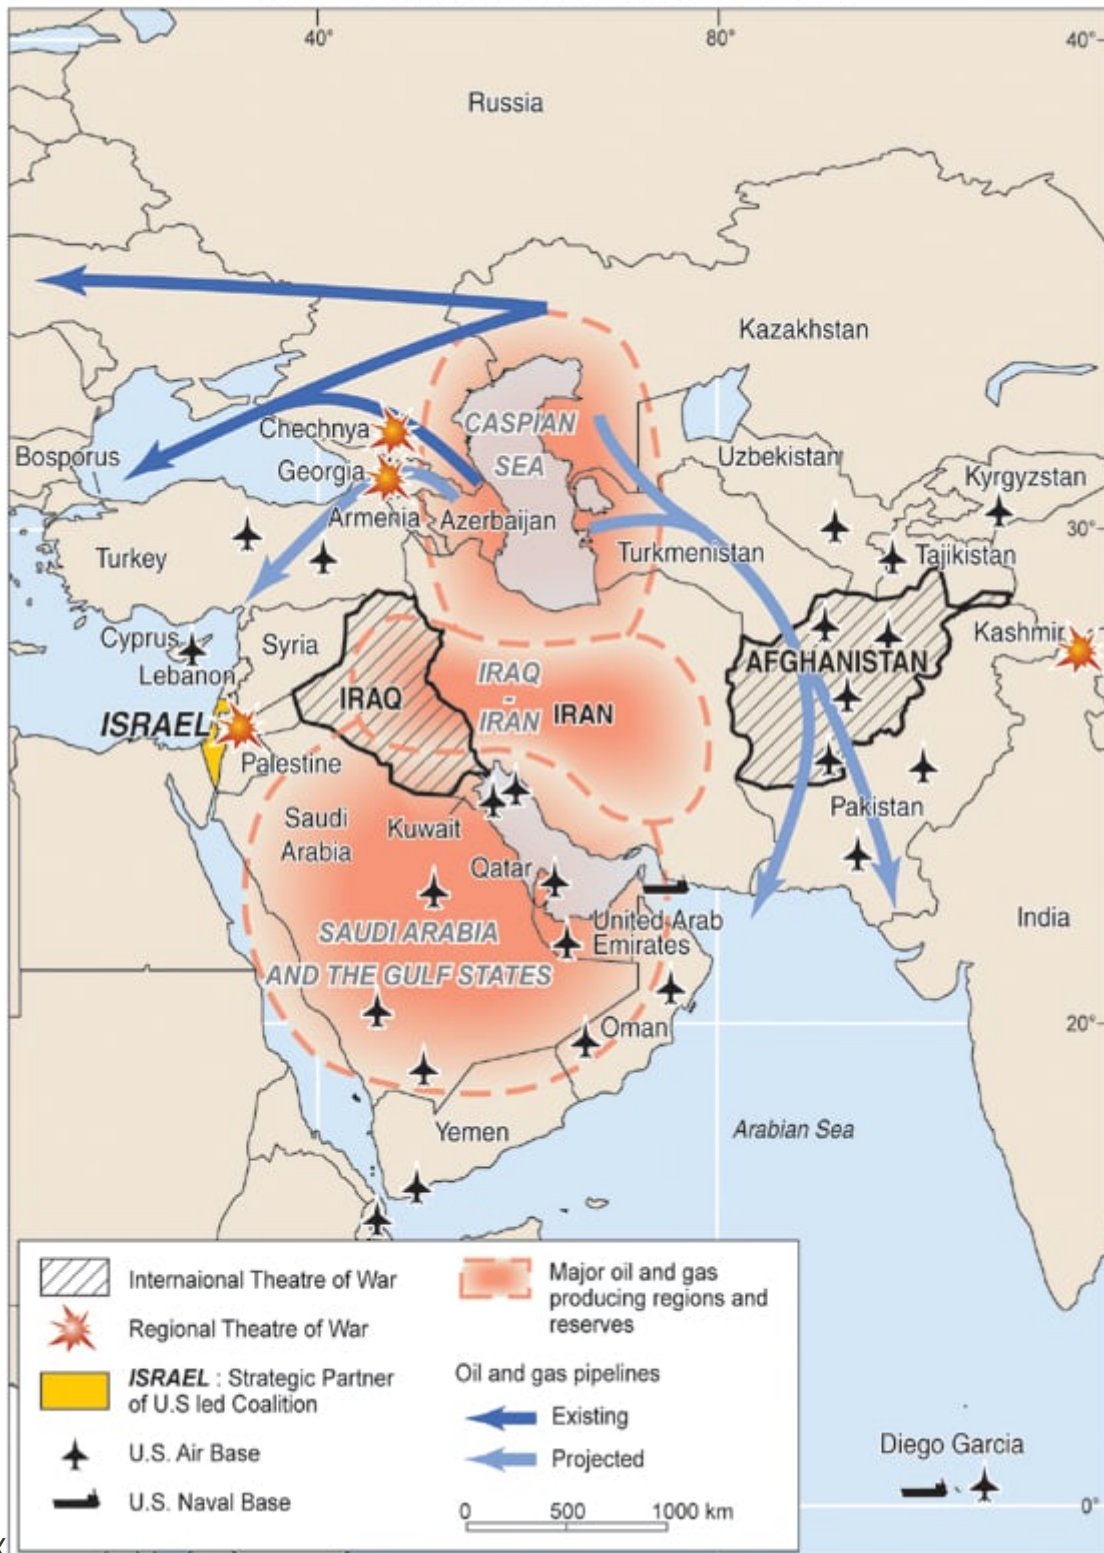 40°
80°
40°
Russia
Kazakhstan
CASPIAN
SEA
Chechnya
Bosporus
Georgia
Uzbekistan
Kyrgyzstan
Armenia
Azerbaijan
30°
Turkey
Turkmenistan
Tajikistan
Cyprus
Syria
Kashmir
Lebanon
AFGHANISTAN
IRAQ
-
IRAN
IRAQ
IRAN
ISRAEL
Palestine
Saudi
Arabia
Kuwait
Pakistan
Qatar
United Arab
Emirates
India
SAUDI ARABIA
AND THE GULF STATES
Oman
20°
Yemen
Arabian Sea
Internaional Theatre of War
Regional Theatre of War
ISRAEL : Strategic Partner
of U.S led Coalition
U.S. Air Base
U.S. Naval Base
Major oil and gas
producing regions and
reserves
Oil and gas pipelines
Existing
Projected
0 500 1000 km
Diego Garcia
0°